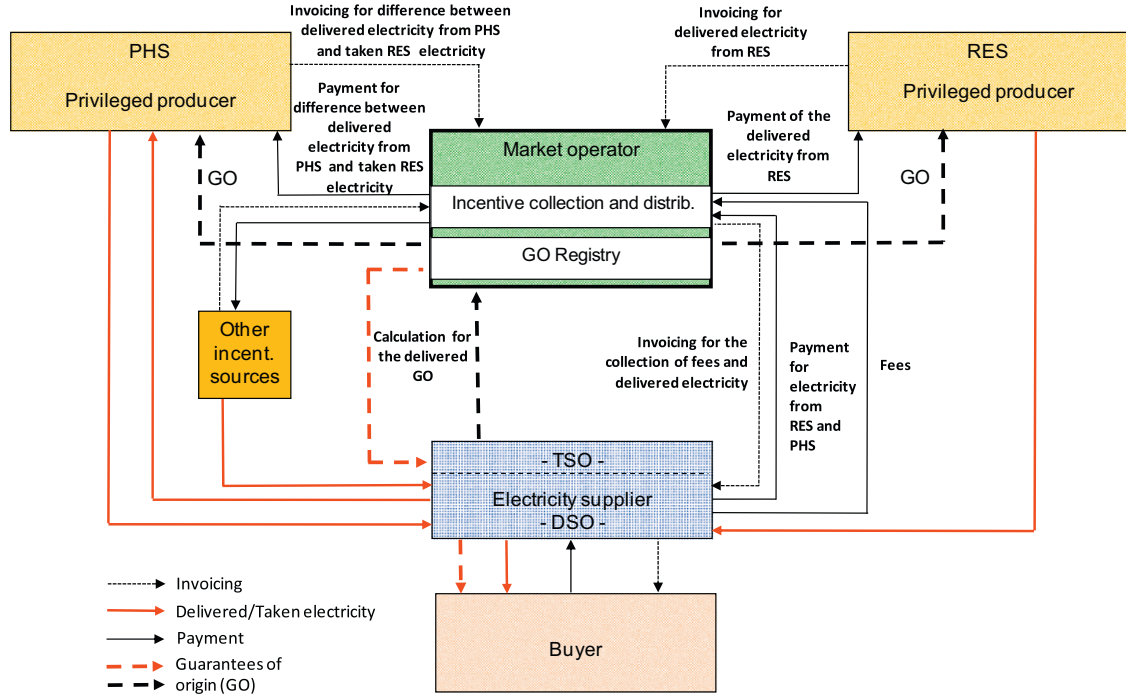 Invoicing for difference between
delivered electricity from PHS
and taken RES electricity
Invoicing for
delivered electricity
from RES
PHS
Privileged producer
RES
Privileged producer
Payment for
difference between
delivered
electricity from
PHS and taken RES
electricity
Payment of the
delivered
electricity from
RES
Market operator
Incentive collection and distrib.
GO Registry
GO
GO
Other
incent.
sources
Calculation for
the delivered
GO
Invoicing for the
collection of fees and
delivered electricity
Payment
for
electricity
from
RES and
PHS
Fees
- TSO -
Electricity supplier
- DSO -
Buyer
Invoicing
Delivered/Taken electricity
Payment
Guarantees of
origin (GO)